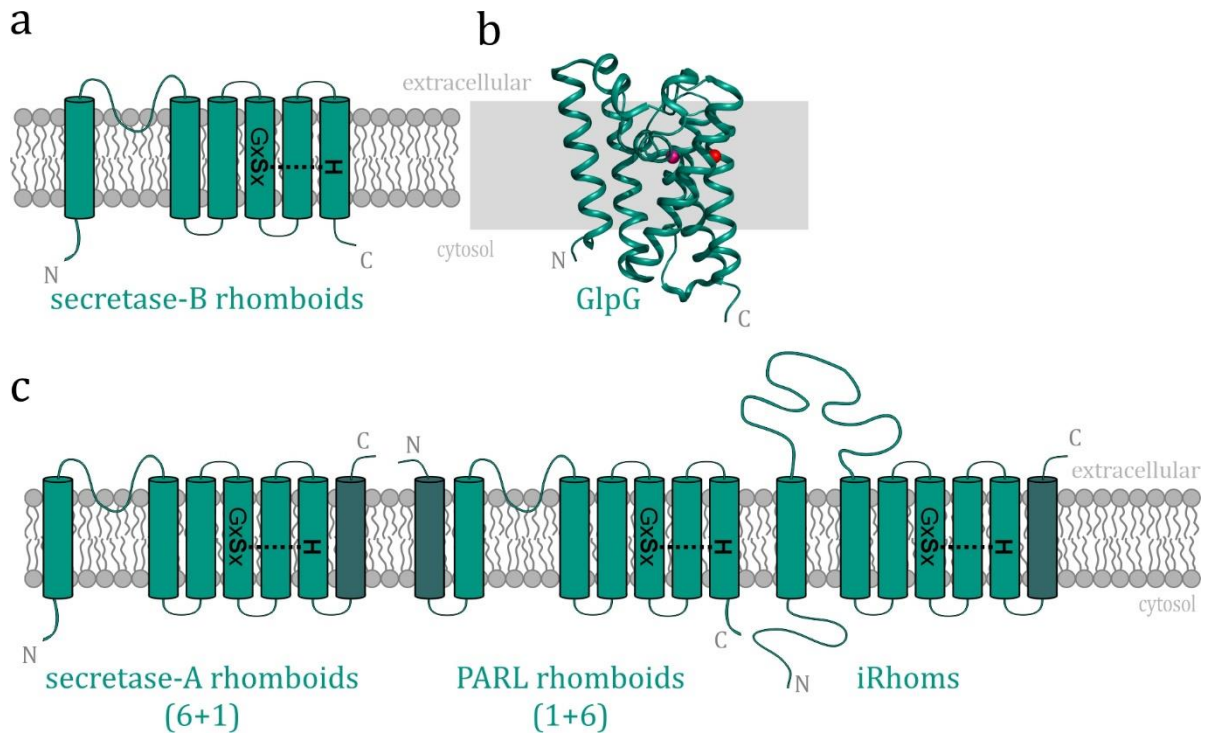 a
b
extracellular
GxSx
H
cytosol
N
C
secretase-B rhomboids
N
GlpG
C
c
C
N
C
extracellular
GxSx
H
GxSx
H
GxSx
H
cytosol
N
C
N
secretase-A rhomboids
(6+1)
PARL rhomboids
(1+6)
iRhoms